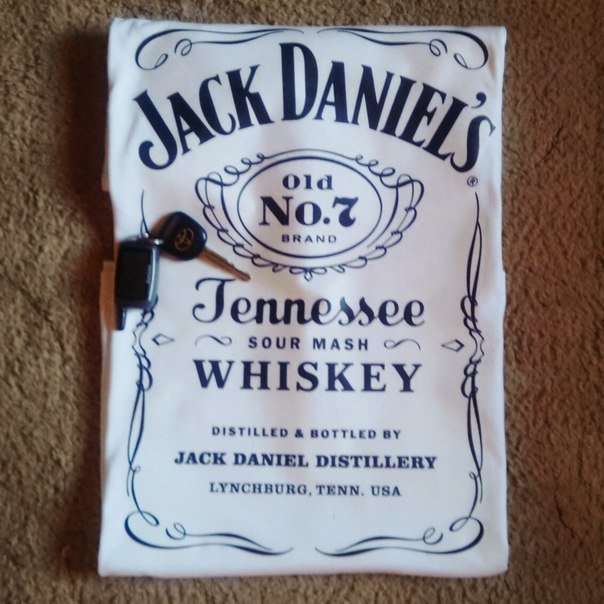 JACK DANIEL'S
®
Old
No.7
BRAND
Tennessee
SOUR MASH
WHISKEY
DISTILLED & BOTTLED BY
JACK DANIEL DISTILLERY
LYNCHBURG, TENN. USA